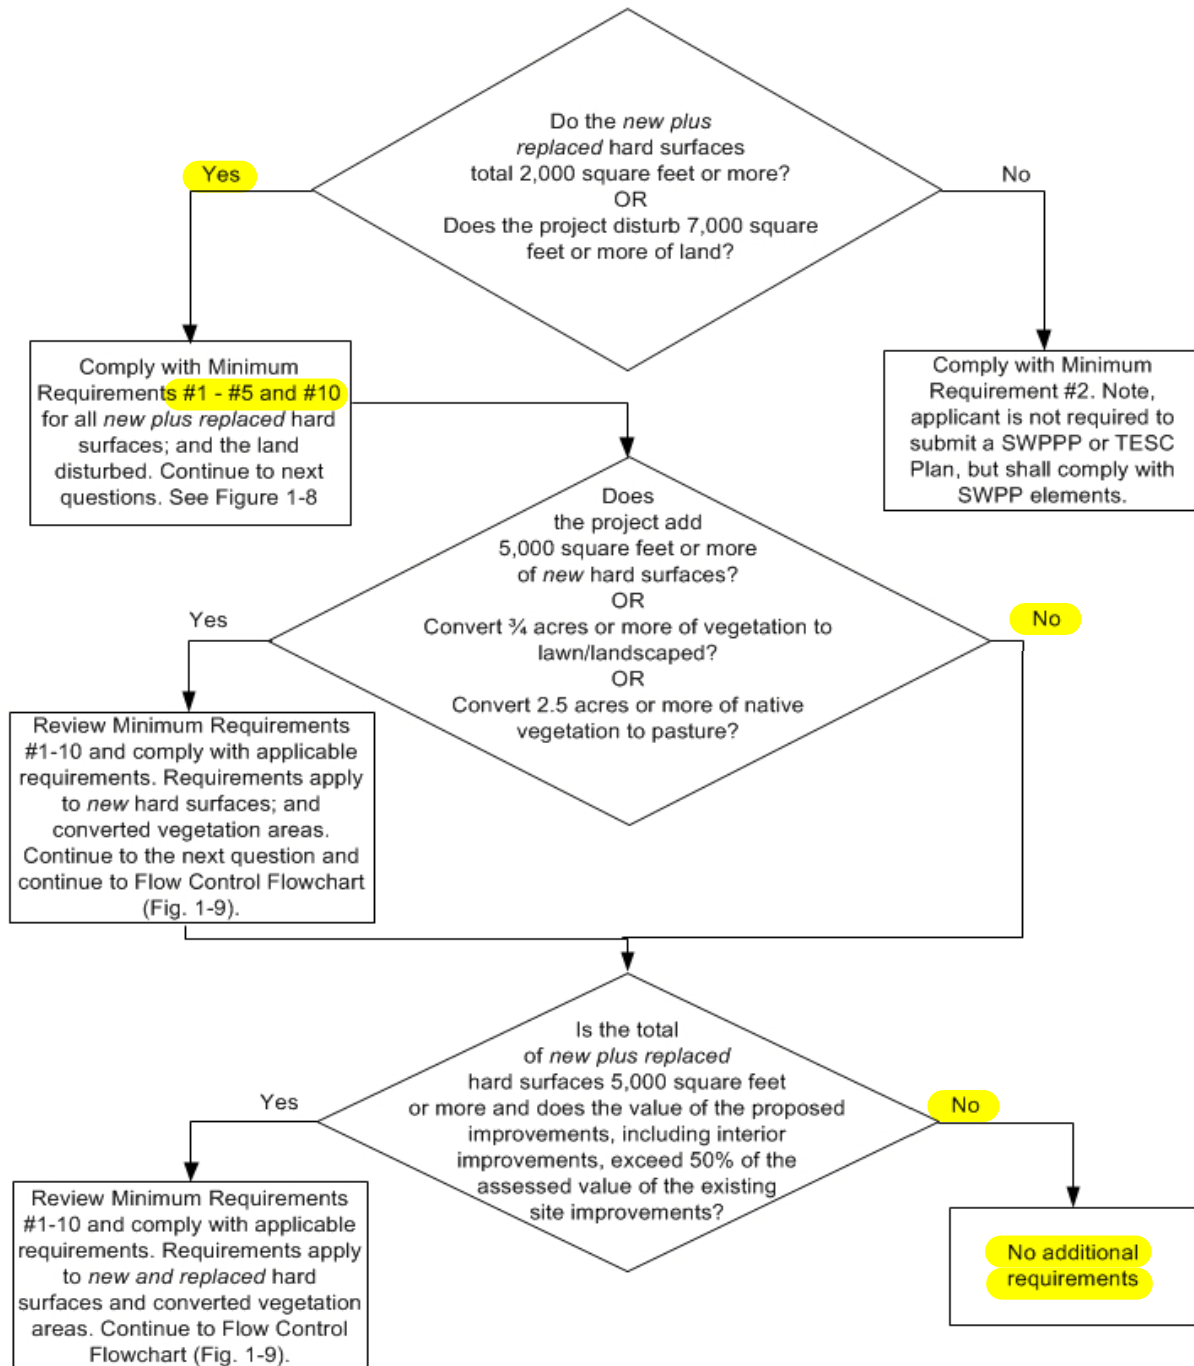 Do the new plus
replaced hard surfaces
total 2,000 square feet or more?
OR
Does the project disturb 7,000 square
feet or more of land?
Yes
No
Comply with Minimum
Requirements #1 - #5 and #10
for all new plus replaced hard
surfaces; and the land
disturbed. Continue to next
questions. See Figure 1-8
Comply with Minimum
Requirement #2. Note,
applicant is not required to
submit a SWPPP or TESC
Plan, but shall comply with
SWPP elements.
Does
the project add
5,000 square feet or more
of new hard surfaces?
OR
Convert ¾ acres or more of vegetation to
lawn/landscaped?
OR
Convert 2.5 acres or more of native
vegetation to pasture?
Yes
No
Review Minimum Requirements
#1-10 and comply with applicable
requirements. Requirements apply
to new hard surfaces; and
converted vegetation areas.
Continue to the next question and
continue to Flow Control Flowchart
(Fig. 1-9).
Is the total
of new plus replaced
hard surfaces 5,000 square feet
or more and does the value of the proposed
improvements, including interior
improvements, exceed 50% of the
assessed value of the existing
site improvements?
Yes
No
Review Minimum Requirements
#1-10 and comply with applicable
requirements. Requirements apply
to new and replaced hard
surfaces and converted vegetation
areas. Continue to Flow Control
Flowchart (Fig. 1-9).
No additional
requirements